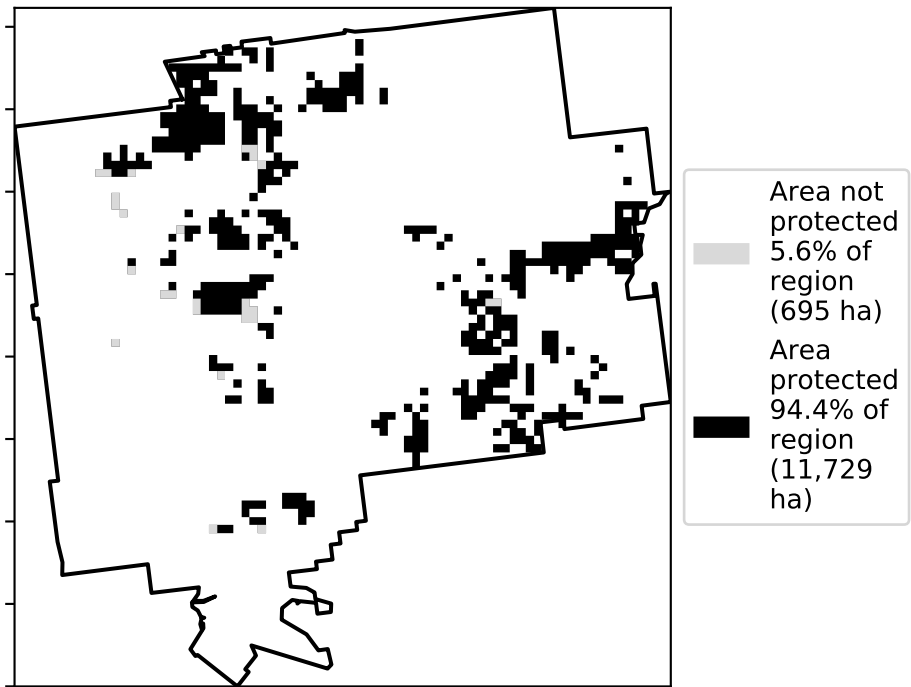 Area not
protected
5.6% of
region
(695 ha)
Area
protected
94.4% of
region
(11,729
ha)